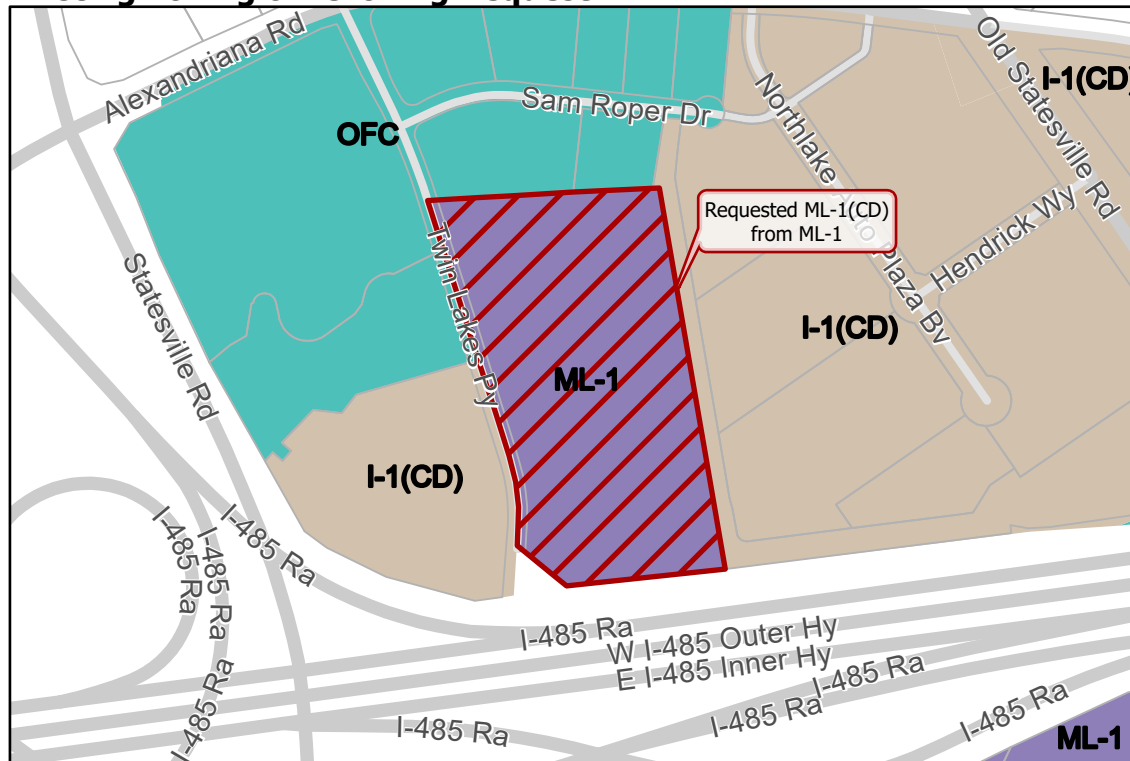 Alexandriana Rd
Old Statesville Rd
I-1(CD)
Sam Roper Dr
OFC
Northlake Auto Plaza Bv
Requested ML-1(CD)
from ML-1
Hendrick Wy
Twin Lakes Py
Statesville Rd
I-1(CD)
ML-1
I-1(CD)
I-485 Ra
I-485 Ra
I-485 Ra
I-485 Ra
W I-485 Outer Hy
E I-485 Inner Hy
I-485 Ra
I-485 Ra
I-485 Ra
I-485 Ra
I-485 Ra
ML-1